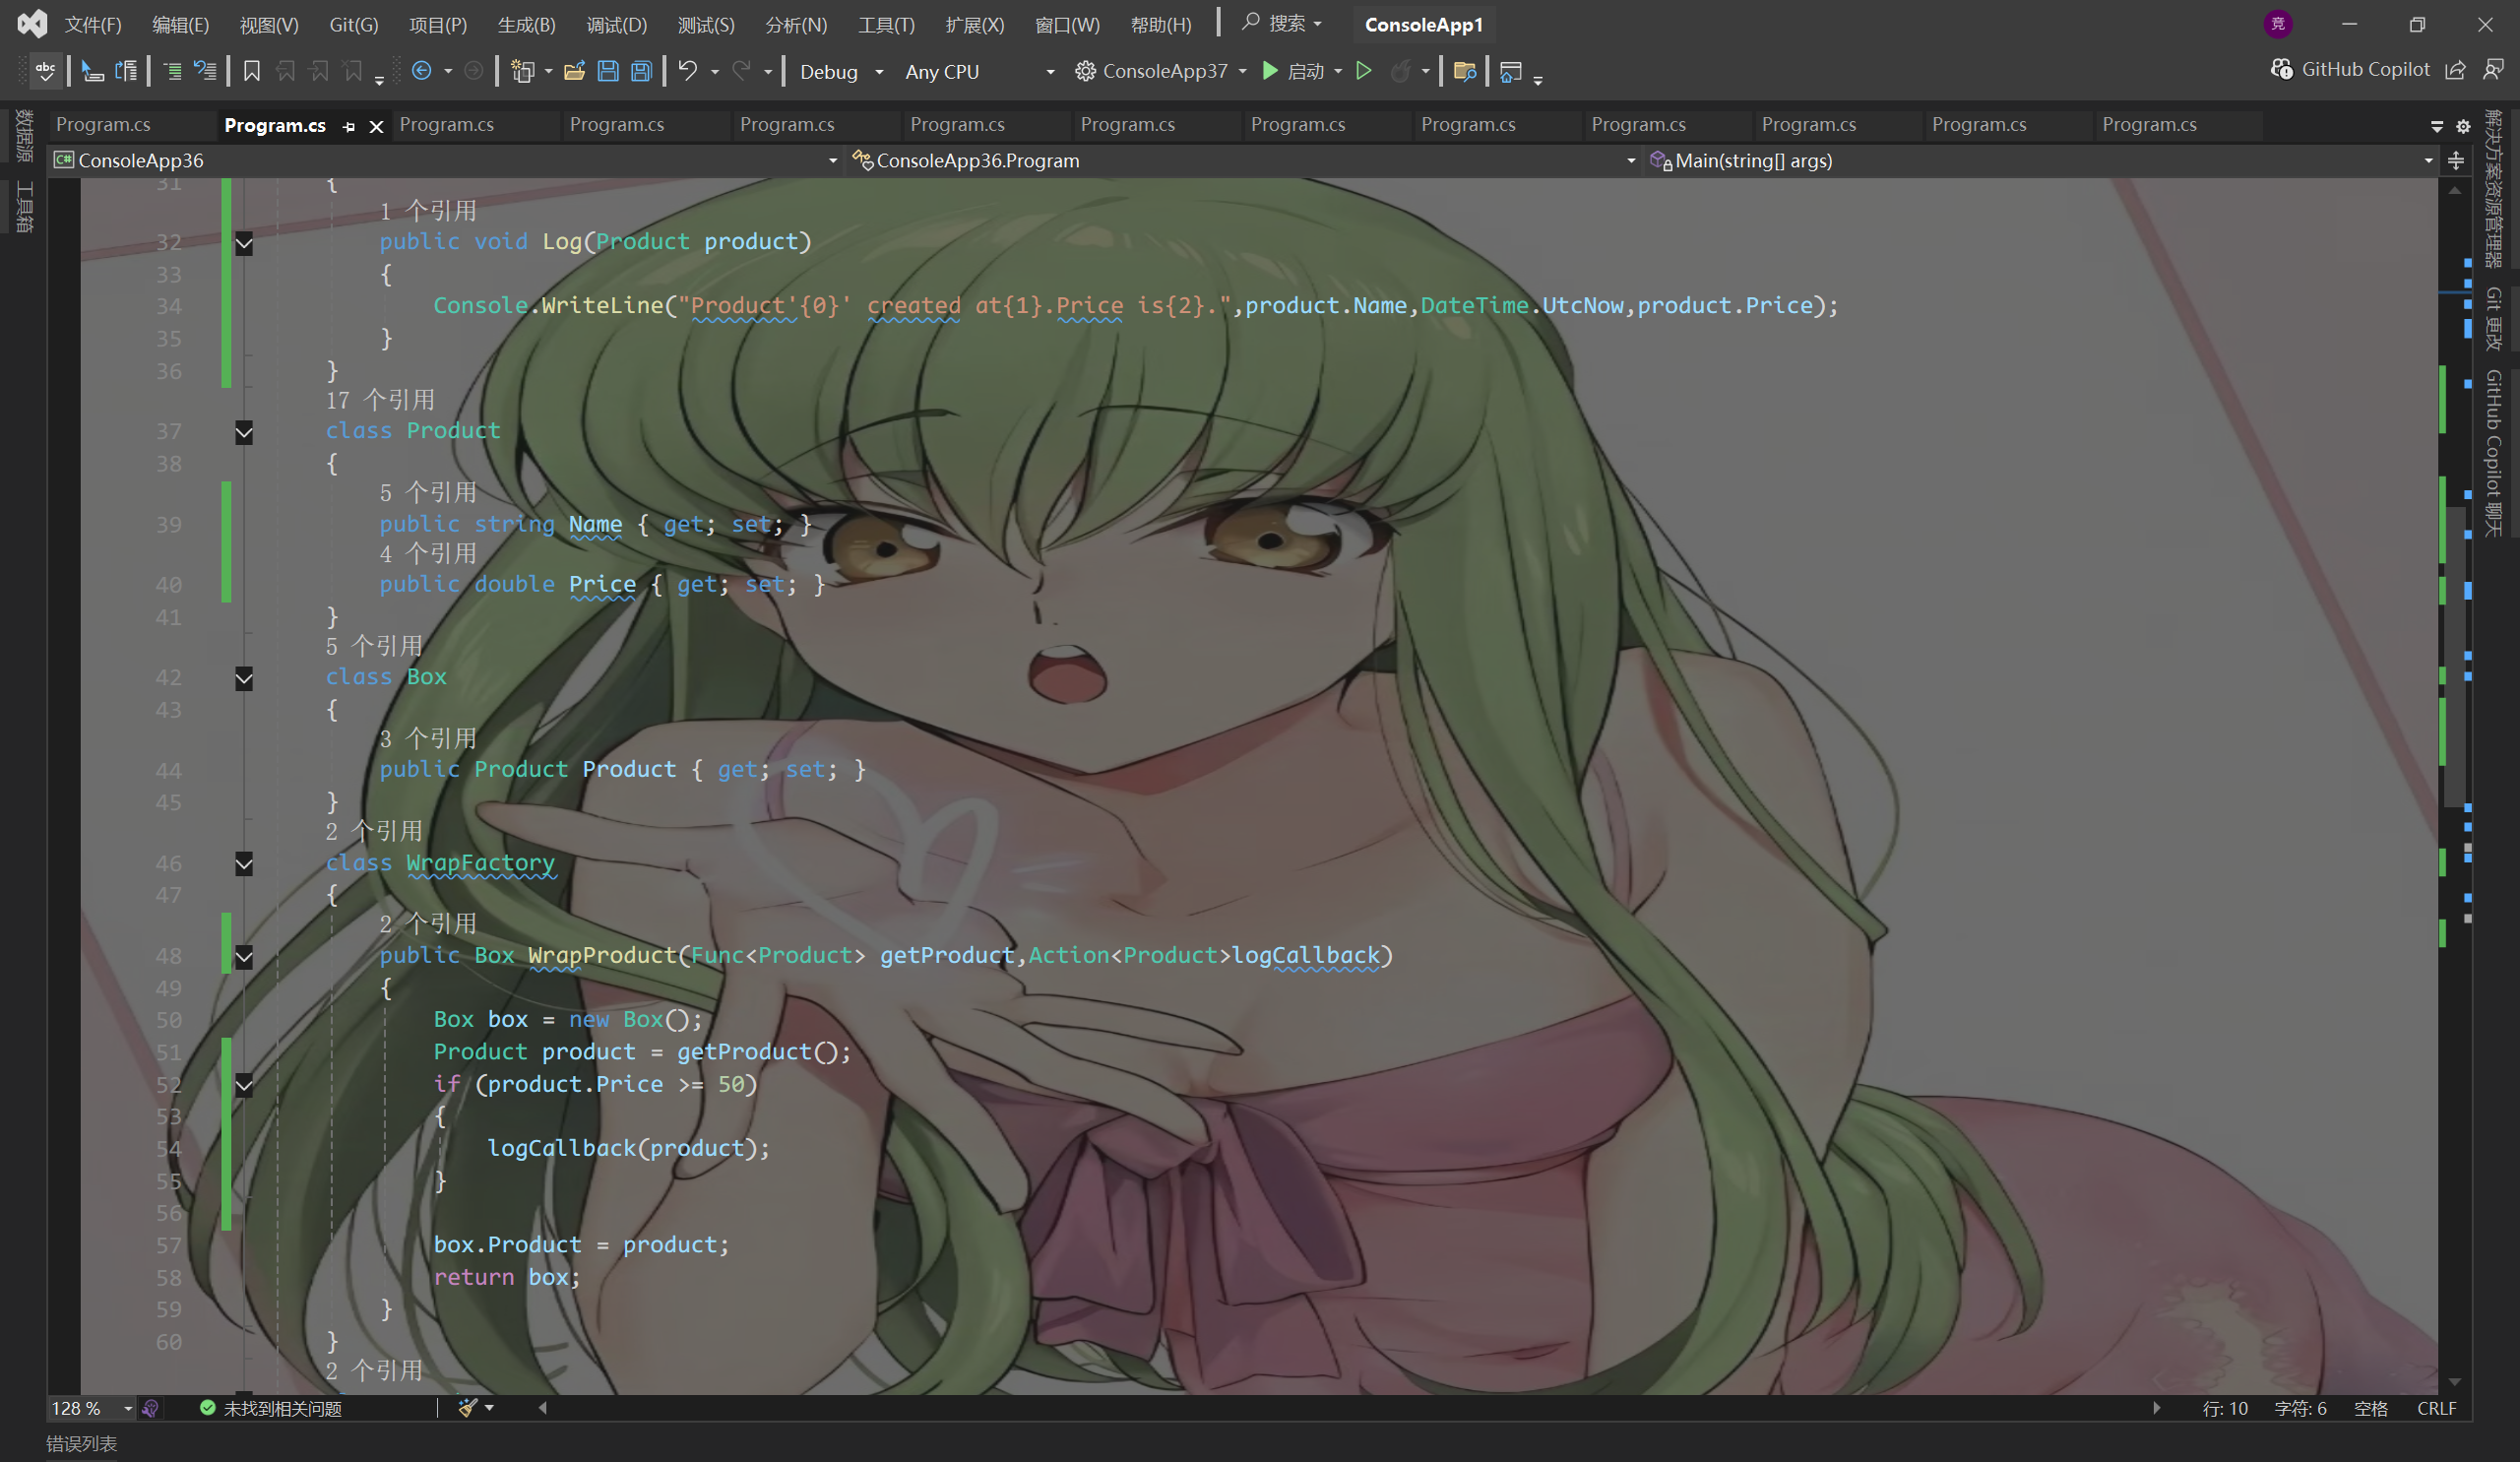 文件(F) 编辑(E) 视图(V) Git(G) 项目(P) 生成(B) 调试(D) 测试(S) 分析(N) 工具(T) 扩展(X) 窗口(W) 帮助(H) 搜索 ConsoleApp1 竞
abc Debug Any CPU ConsoleApp37 启动 GitHub Copilot
Program.cs Program.cs Program.cs Program.cs Program.cs Program.cs Program.cs Program.cs Program.cs Program.cs Program.cs Program.cs Program.cs
C# ConsoleApp36 ConsoleApp36.Program Main(string[] args)
数据源
工具箱
解决方案资源管理器
Git 更改
GitHub Copilot 聊天
31 {
1 个引用
32 public void Log(Product product)
33 {
34 Console.WriteLine("Product'{0}' created at{1}.Price is{2}.",product.Name,DateTime.UtcNow,product.Price);
35 }
36 }
17 个引用
37 class Product
38 {
5 个引用
39 public string Name { get; set; }
4 个引用
40 public double Price { get; set; }
41 }
5 个引用
42 class Box
43 {
3 个引用
44 public Product Product { get; set; }
45 }
2 个引用
46 class WrapFactory
47 {
2 个引用
48 public Box WrapProduct(Func<Product> getProduct,Action<Product>logCallback)
49 {
50 Box box = new Box();
51 Product product = getProduct();
52 if (product.Price >= 50)
53 {
54 logCallback(product);
55 }
56
57 box.Product = product;
58 return box;
59 }
60 }
2 个引用
128 % 未找到相关问题 行: 10 字符: 6 空格 CRLF
错误列表